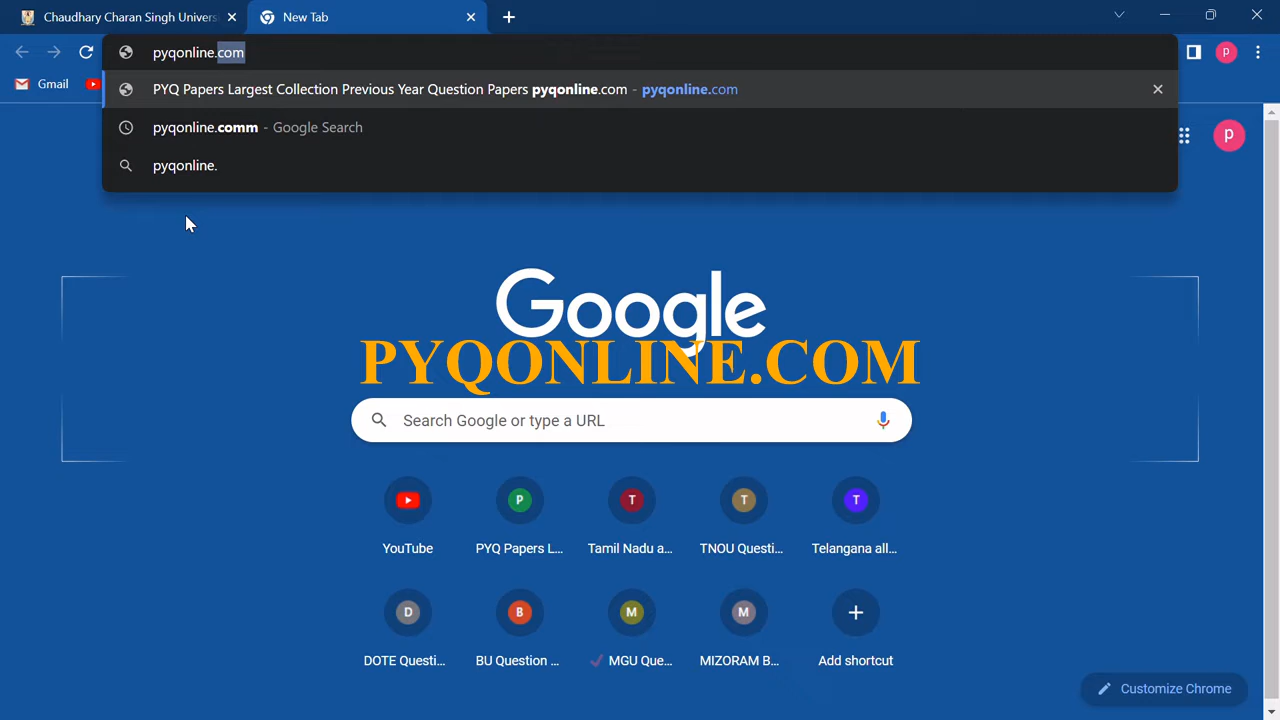 Chaudhary Charan Singh Univers
New Tab
pyqonline.com
Gmail
PYQ Papers Largest Collection Previous Year Question Papers pyqonline.com - pyqonline.com
pyqonline.comm - Google Search
pyqonline.
p
P
Google
PYQONLINE.COM
Search Google or type a URL
P T T T
YouTube PYQ Papers L... Tamil Nadu a... TNOU Questi... Telangana all...
D B M M
DOTE Questi... BU Question ... MGU Que... MIZORAM B... Add shortcut
Customize Chrome